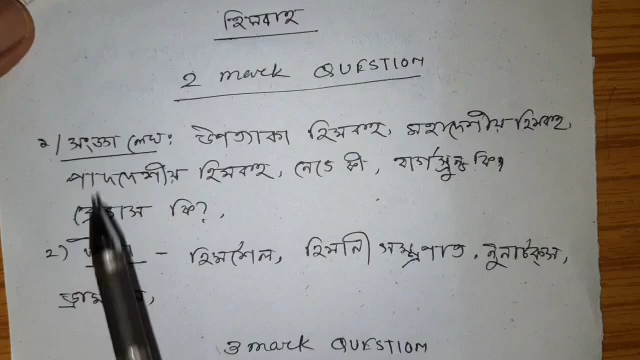 হিমবাহ
2 mark QUESTION
১/ সংজ্ঞা লেখ: উপত্যকা হিমবাহ, মহাদেশীয় হিমবাহ,
পাদদেশীয় হিমবাহ, নেভে কী, বার্গস্রুন্ড কি?
কি?,
২) - হিমশৈল, হিমানী সম্প্রপাত, নুনাটকস,
3 mark QUESTION